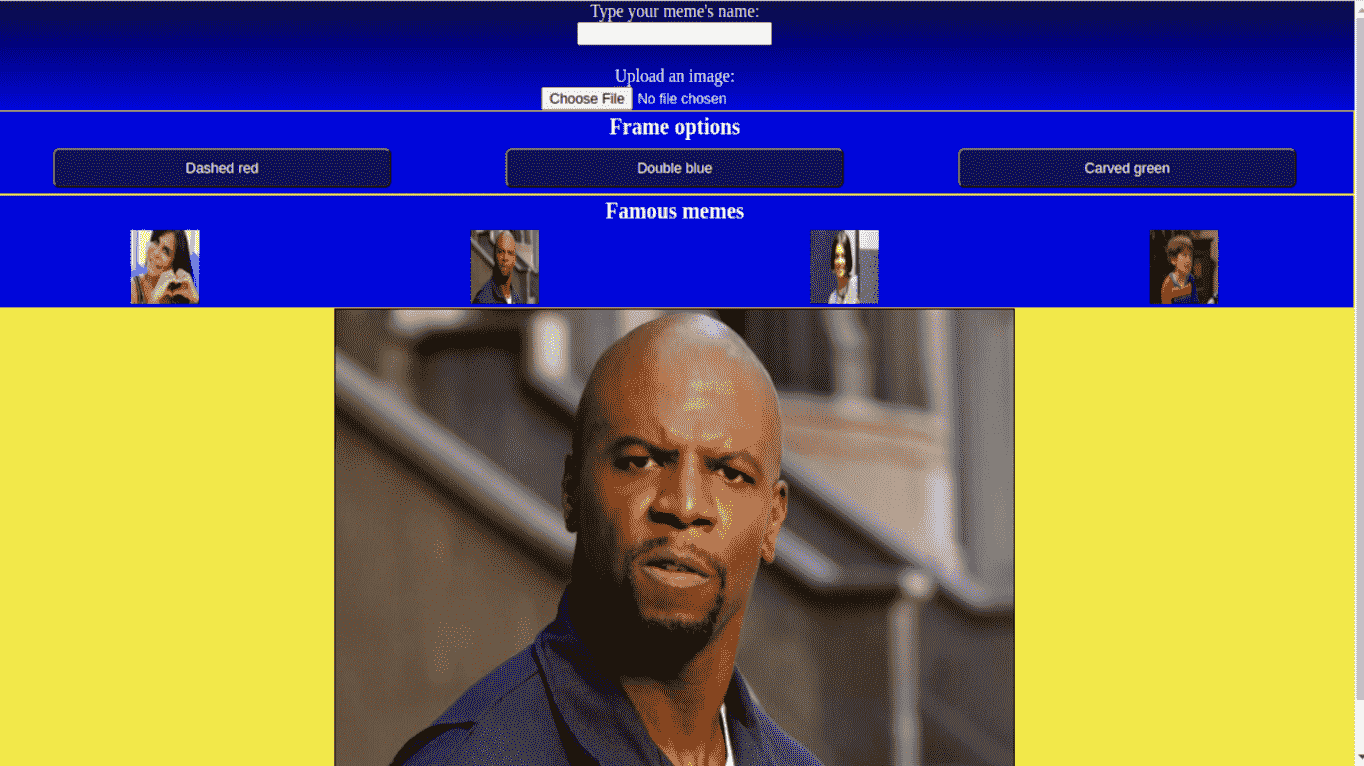 Type your meme's name:
Upload an image:
Choose File No file chosen
Frame options
Dashed red Double blue Carved green
Famous memes